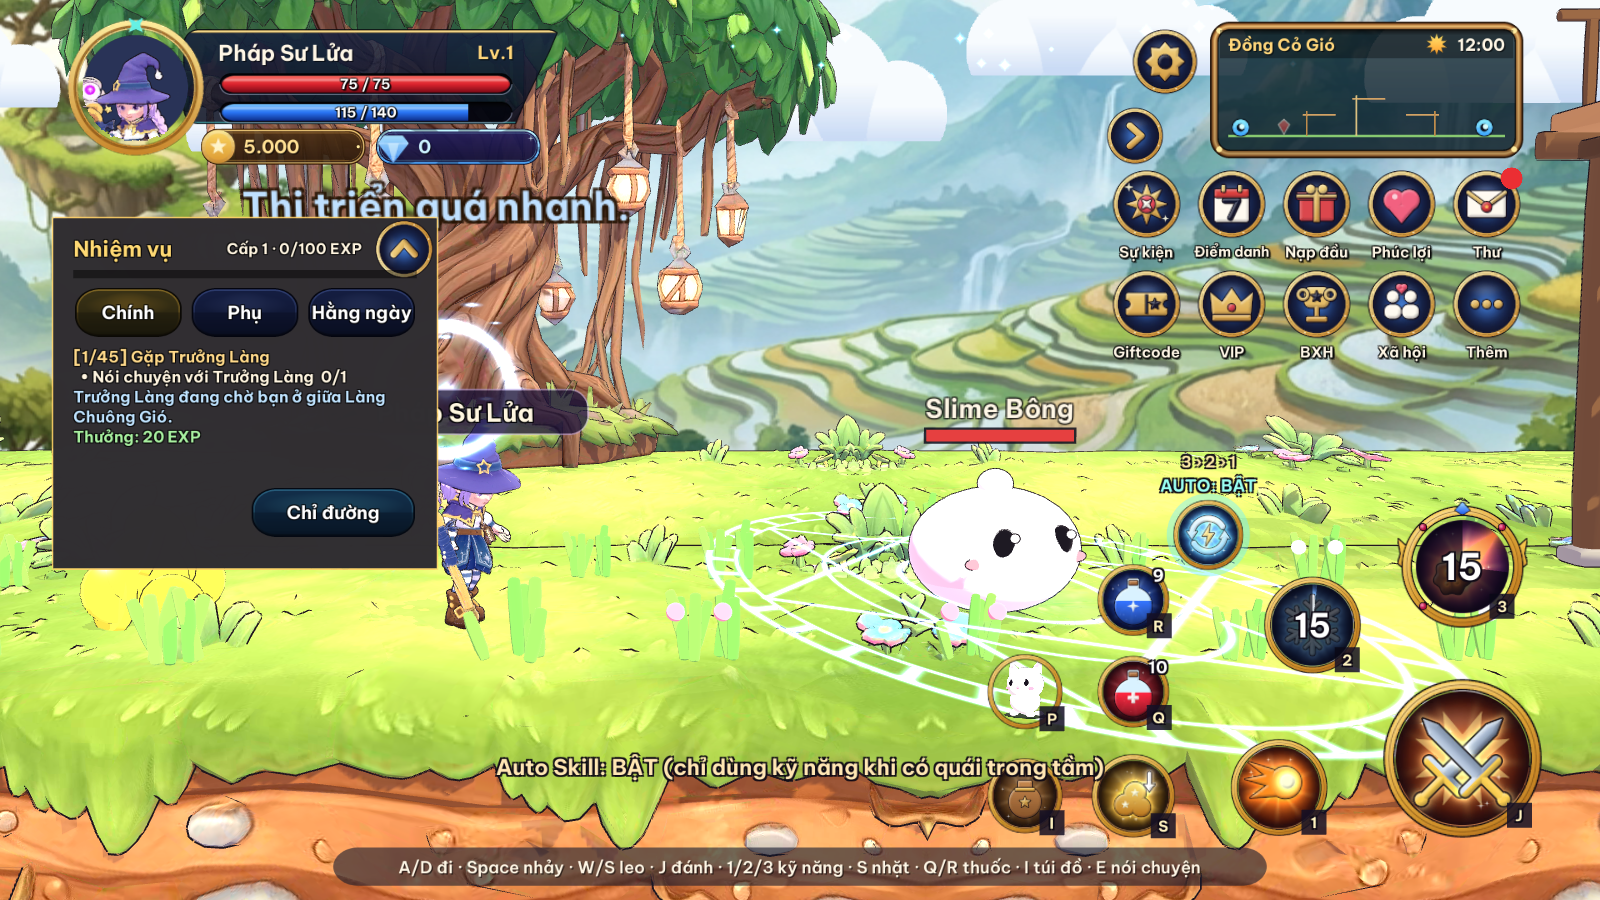 Pháp Sư Lửa
Lv.1
75 / 75
115 / 140
5.000
0
Đồng Cỏ Gió
12:00
Thi triển quá nhanh.
Sự kiện
7
Điểm danh
Nạp đầu
Phúc lợi
Thư
Giftcode
VIP
BXH
Xã hội
Thêm
Nhiệm vụ
Cấp 1 · 0/100 EXP
Chính
Phụ
Hằng ngày
[1/45] Gặp Trưởng Làng
• Nói chuyện với Trưởng Làng 0/1
Trưởng Làng đang chờ bạn ở giữa Làng
Chuông Gió.
Thưởng: 20 EXP
Chỉ đường
Sư Lửa
Slime Bông
3>2>1
AUTO: BẬT
9
R
15
3
15
2
10
Q
P
Auto Skill: BẬT (chỉ dùng kỹ năng khi có quái trong tầm)
I
S
1
J
A/D đi · Space nhảy · W/S leo · J đánh · 1/2/3 kỹ năng · S nhặt · Q/R thuốc · I túi đồ · E nói chuyện